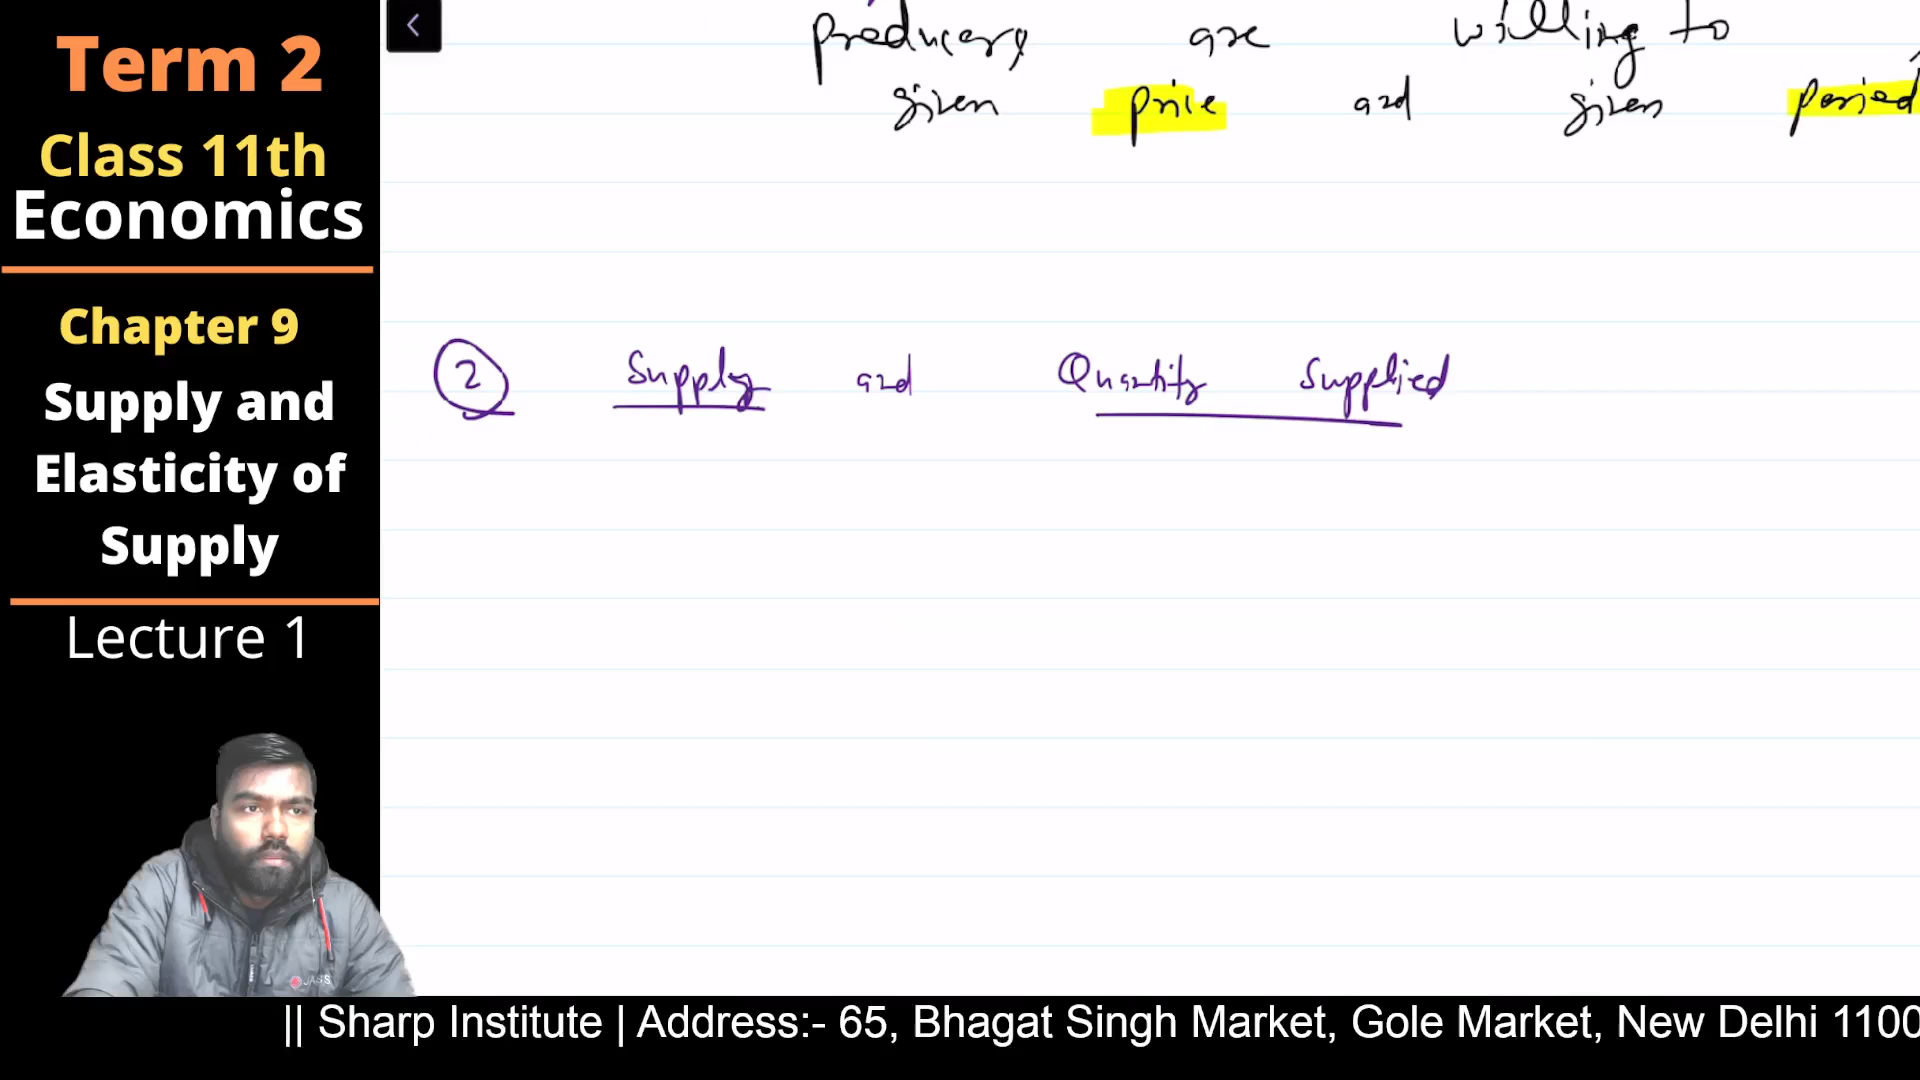 Term 2
Class 11th
Economics
Chapter 9
Supply and
Elasticity of
Supply
Lecture 1
producers are willing to
given price and given period
2 Supply and Quantity Supplied
JASS
|| Sharp Institute | Address:- 65, Bhagat Singh Market, Gole Market, New Delhi 1100